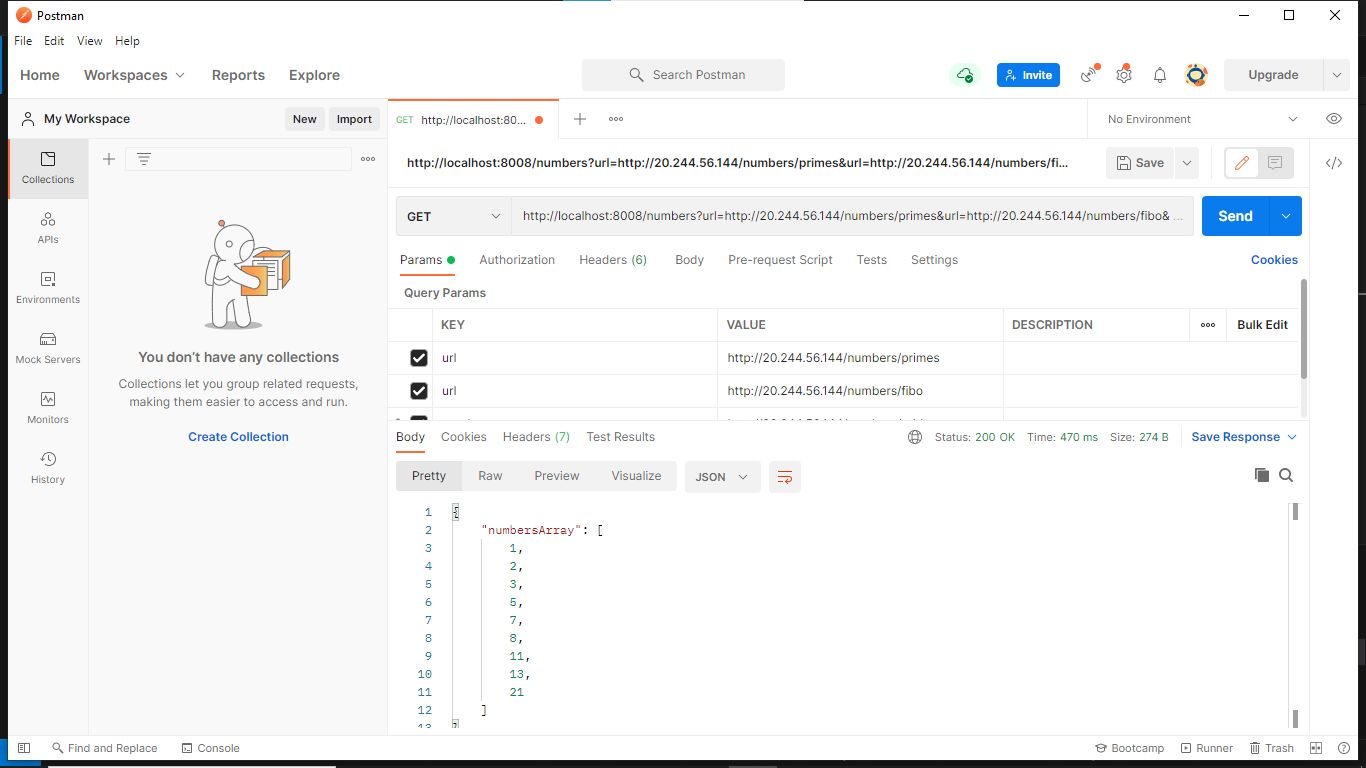 Postman
File Edit View Help
Home Workspaces Reports Explore Search Postman Invite Upgrade
My Workspace New Import GET http://localhost:80... No Environment
Collections
APIs
Environments
Mock Servers
Monitors
History
You don't have any collections
Collections let you group related requests,
making them easier to access and run.
Create Collection
http://localhost:8008/numbers?url=http://20.244.56.144/numbers/primes&url=http://20.244.56.144/numbers/fi... Save
GET http://localhost:8008/numbers?url=http://20.244.56.144/numbers/primes&url=http://20.244.56.144/numbers/fibo& ... Send
Params Authorization Headers (6) Body Pre-request Script Tests Settings Cookies
Query Params
KEY VALUE DESCRIPTION Bulk Edit
url http://20.244.56.144/numbers/primes
url http://20.244.56.144/numbers/fibo
Body Cookies Headers (7) Test Results Status: 200 OK Time: 470 ms Size: 274 B Save Response
Pretty Raw Preview Visualize JSON
1 {
2 "numbersArray": [
3 1,
4 2,
5 3,
6 5,
7 7,
8 8,
9 11,
10 13,
11 21
12 ]
13 }
Find and Replace Console Bootcamp Runner Trash